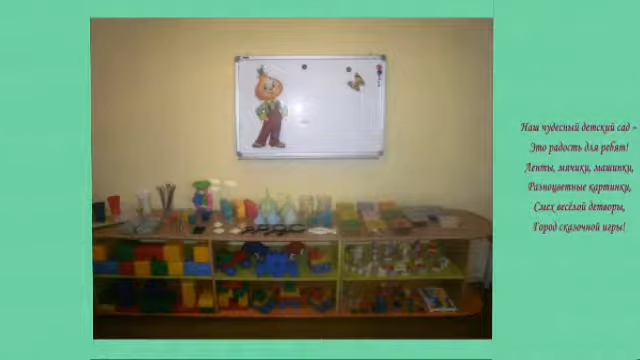 Наш чудесный детский сад –
Это радость для ребят!
Ленты, мячики, машинки,
Разноцветные картинки,
Смех весёлой детворы,
Город сказочной игры!